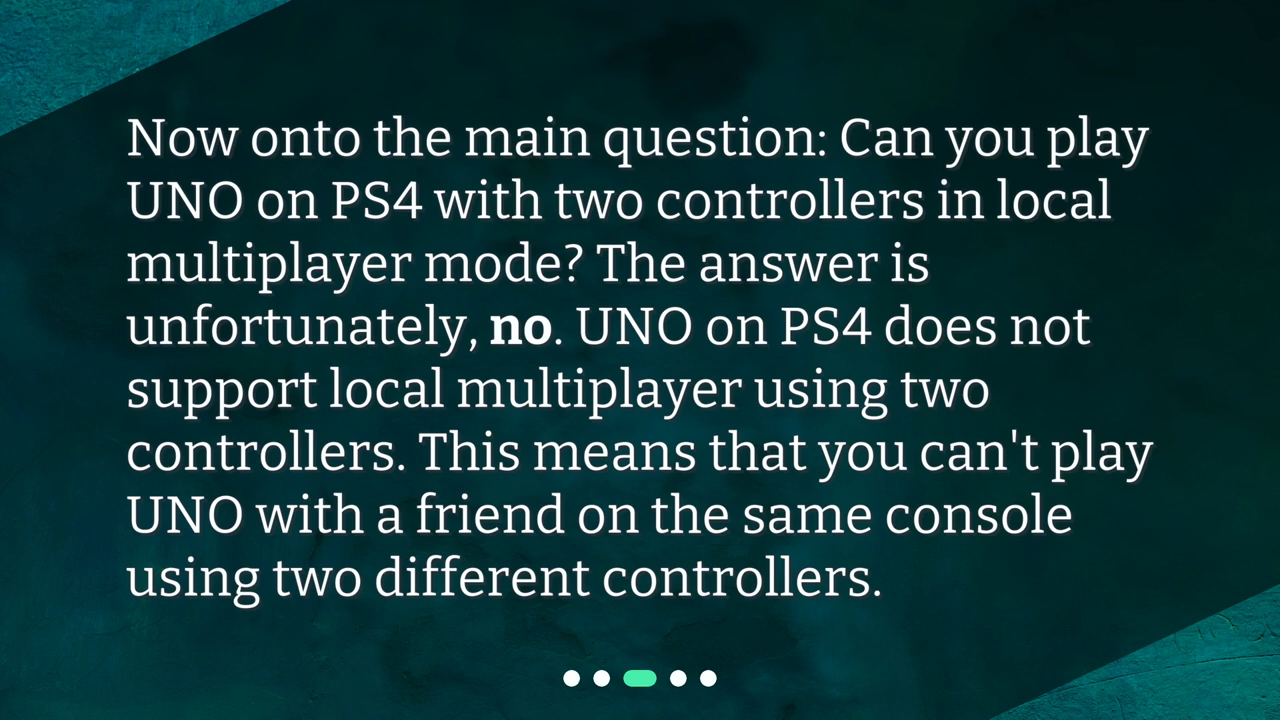 Now onto the main question: Can you play
UNO on PS4 with two controllers in local
multiplayer mode? The answer is
unfortunately, no. UNO on PS4 does not
support local multiplayer using two
controllers. This means that you can't play
UNO with a friend on the same console
using two different controllers.